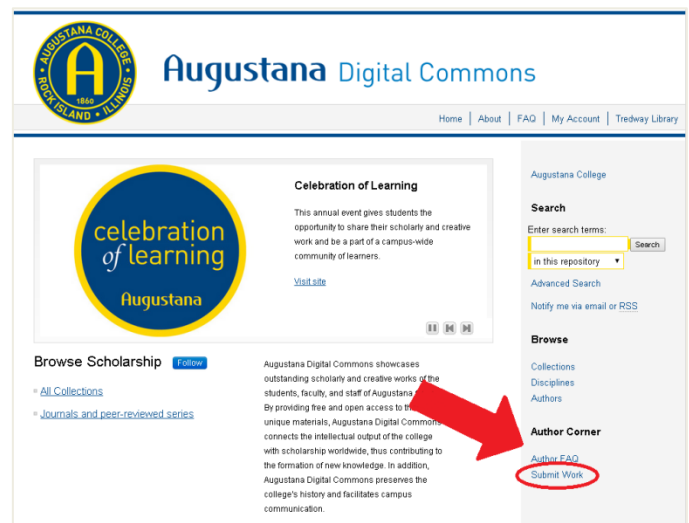 AUGUSTANA COLLEGE
ROCK ISLAND • ILLINOIS
A
1860
Augustana Digital Commons
Home | About | FAQ | My Account | Tredway Library
celebration
of learning
Augustana
Celebration of Learning
This annual event gives students the
opportunity to share their scholarly and creative
work and be a part of a campus-wide
community of learners.
Visit site
Browse Scholarship Follow
All Collections
Journals and peer-reviewed series
Augustana Digital Commons showcases
outstanding scholarly and creative works of the
students, faculty, and staff of Augustana
By providing free and open access to
unique materials, Augustana Digital Commons
connects the intellectual output of the college
with scholarship worldwide, thus contributing to
the formation of new knowledge. In addition,
Augustana Digital Commons preserves the
college's history and facilitates campus
communication.
Augustana College
Search
Enter search terms:
Search
in this repository
Advanced Search
Notify me via email or RSS
Browse
Collections
Disciplines
Authors
Author Corner
Author FAQ
Submit Work